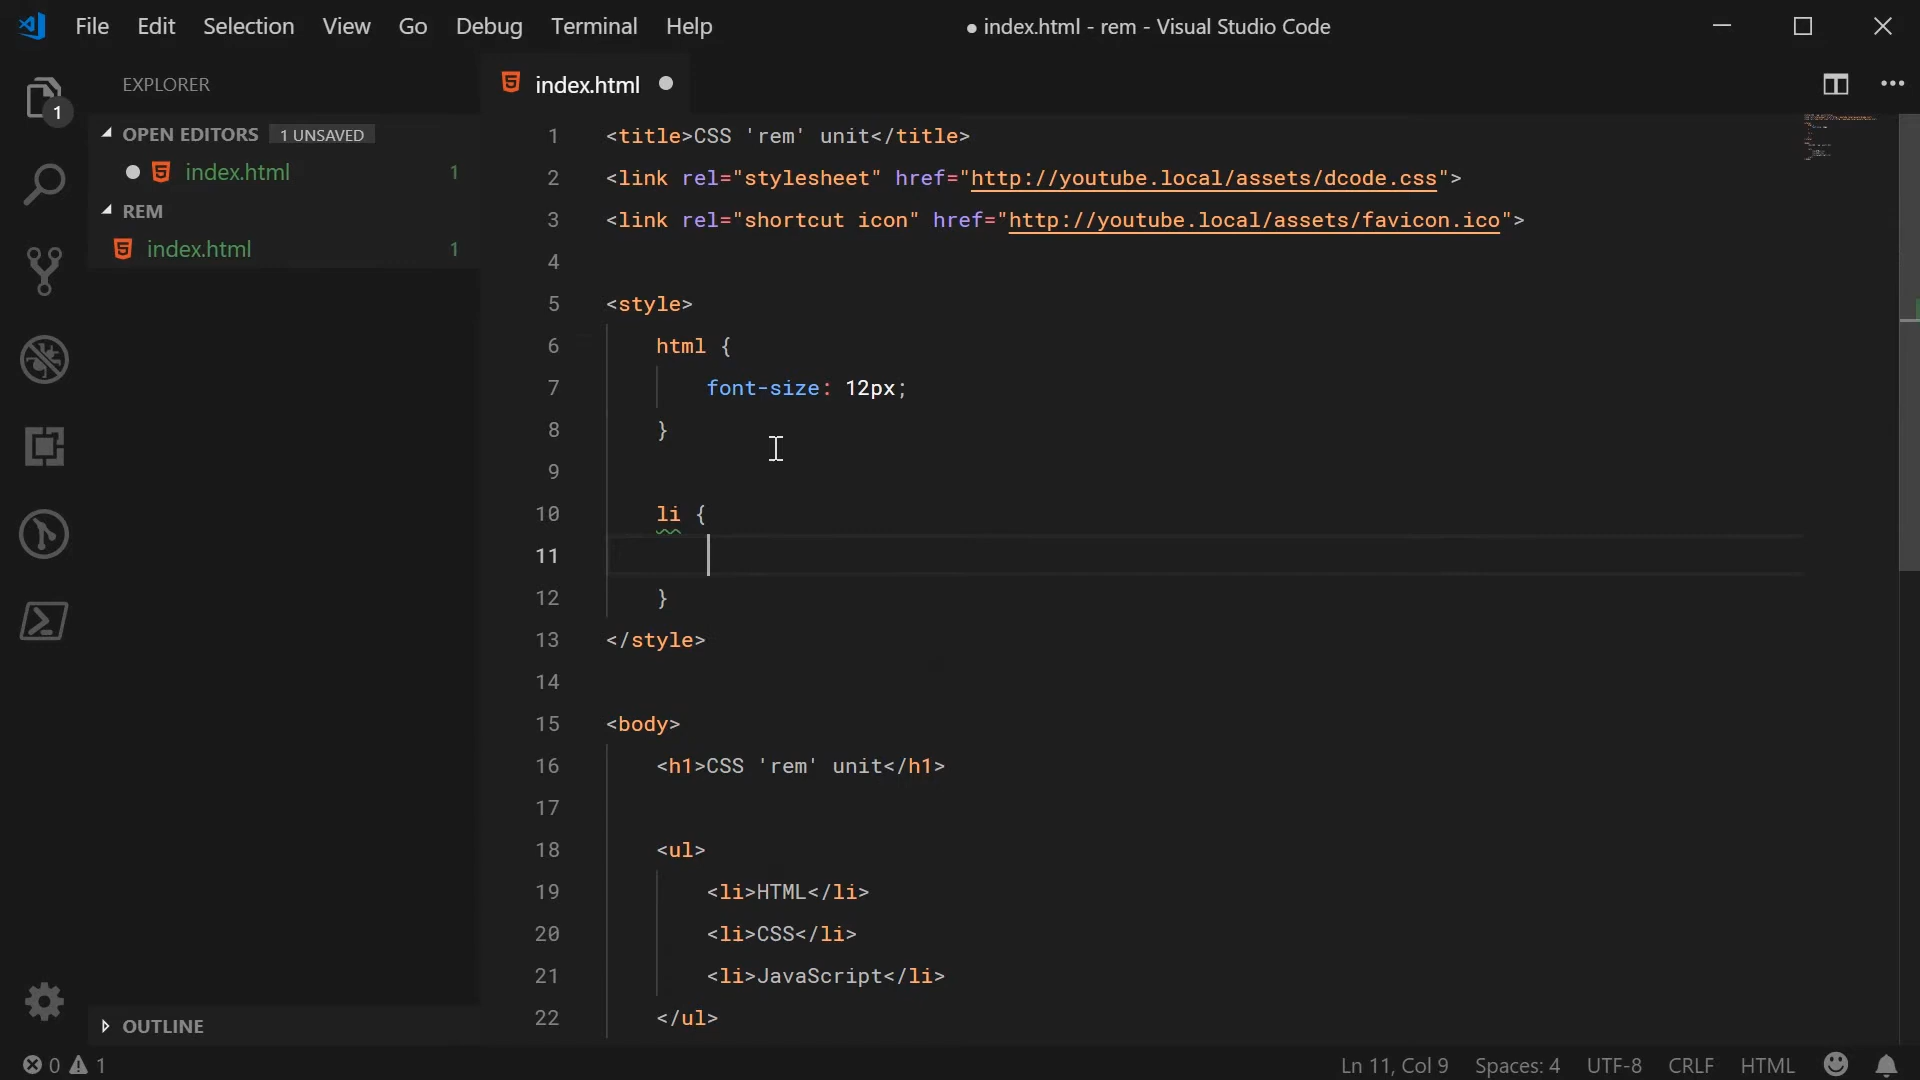 File Edit Selection View Go Debug Terminal Help
● index.html - rem - Visual Studio Code
EXPLORER
OPEN EDITORS 1 UNSAVED
index.html 1
REM
index.html 1
OUTLINE
1
index.html
1 <title>CSS 'rem' unit</title>
2 <link rel="stylesheet" href="http://youtube.local/assets/dcode.css">
3 <link rel="shortcut icon" href="http://youtube.local/assets/favicon.ico">
4
5 <style>
6 html {
7 font-size: 12px;
8 }
9
10 li {
11
12 }
13 </style>
14
15 <body>
16 <h1>CSS 'rem' unit</h1>
17
18 <ul>
19 <li>HTML</li>
20 <li>CSS</li>
21 <li>JavaScript</li>
22 </ul>
0 1
Ln 11, Col 9 Spaces: 4 UTF-8 CRLF HTML